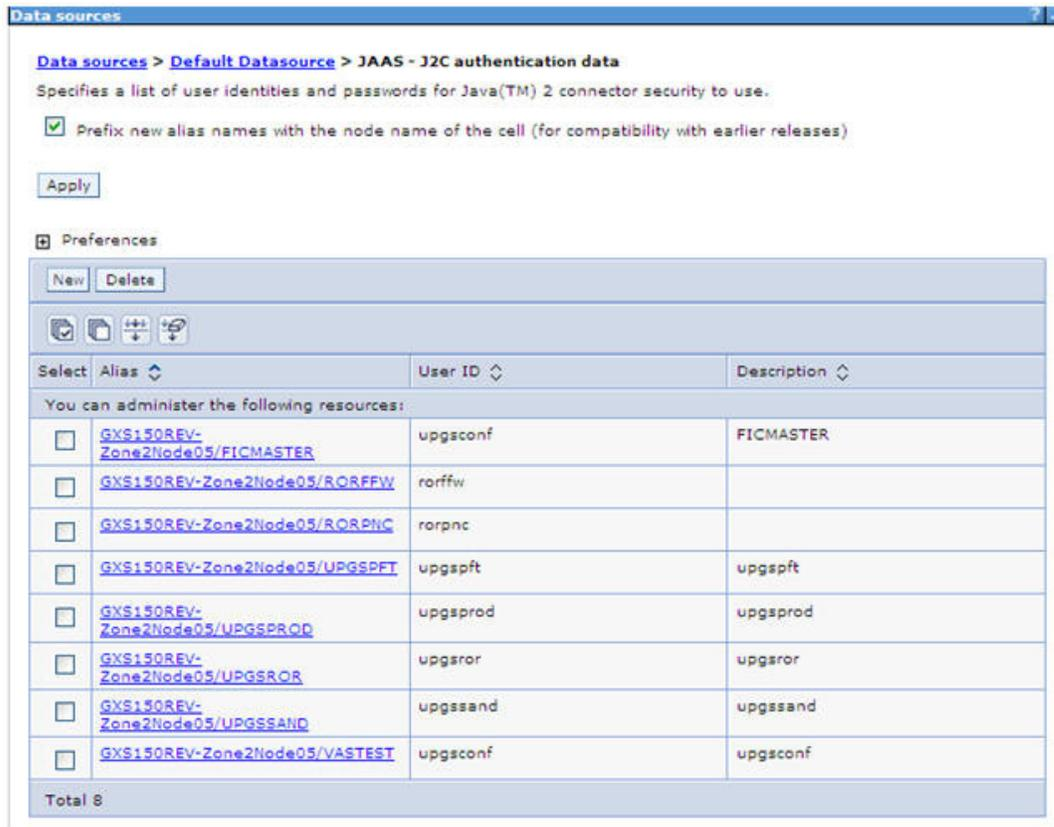 Data sources
?
Data sources > Default Datasource > JAAS - J2C authentication data
Specifies a list of user identities and passwords for Java(TM) 2 connector security to use.
Prefix new alias names with the node name of the cell (for compatibility with earlier releases)
Apply
Preferences
New Delete
Select Alias User ID Description
You can administer the following resources:
GXS150REV-
Zone2Node05/FICMASTER upgsconf FICMASTER
GXS150REV-Zone2Node05/RORFFW rorffw
GXS150REV-Zone2Node05/RORPNC rorpnc
GXS150REV-Zone2Node05/UPGSPFT upgspft upgspft
GXS150REV-
Zone2Node05/UPGSPROD upgsprod upgsprod
GXS150REV-
Zone2Node05/UPGSROR upgsror upgsror
GXS150REV-
Zone2Node05/UPGSSAND upgssand upgssand
GXS150REV-Zone2Node05/VASTEST upgsconf upgsconf
Total 8